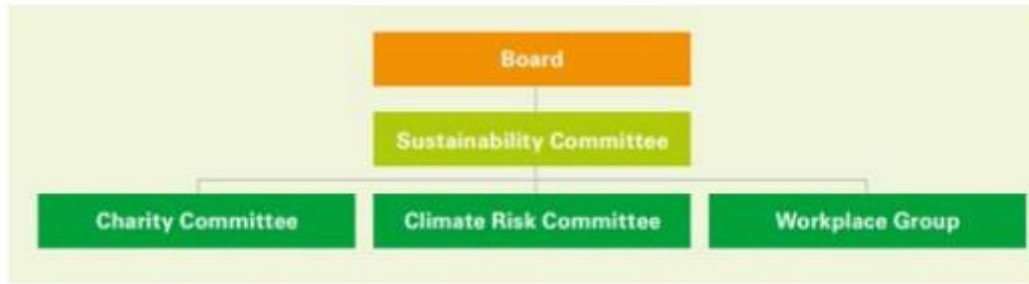 Board
Sustainability Committee
Charity Committee
Climate Risk Committee
Workplace Group